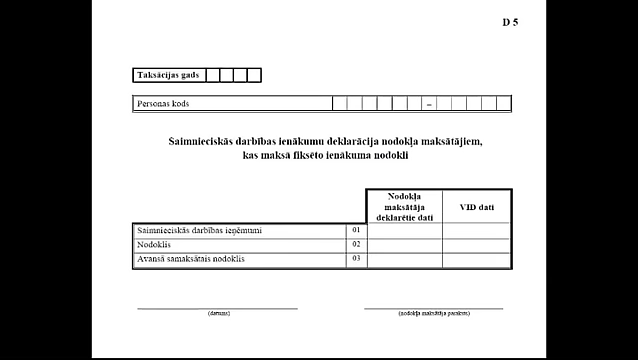 D 5
Taksācijas gads
Personas kods –
Saimnieciskās darbības ienākumu deklarācija nodokļa maksātājiem,
kas maksā fiksēto ienākuma nodokli
Nodokļa
maksātāja
deklarētie dati
VID dati
Saimnieciskās darbības ieņēmumi 01
Nodoklis 02
Avansā samaksātais nodoklis 03
(datums)
(nodokļa maksātāja paraksts)